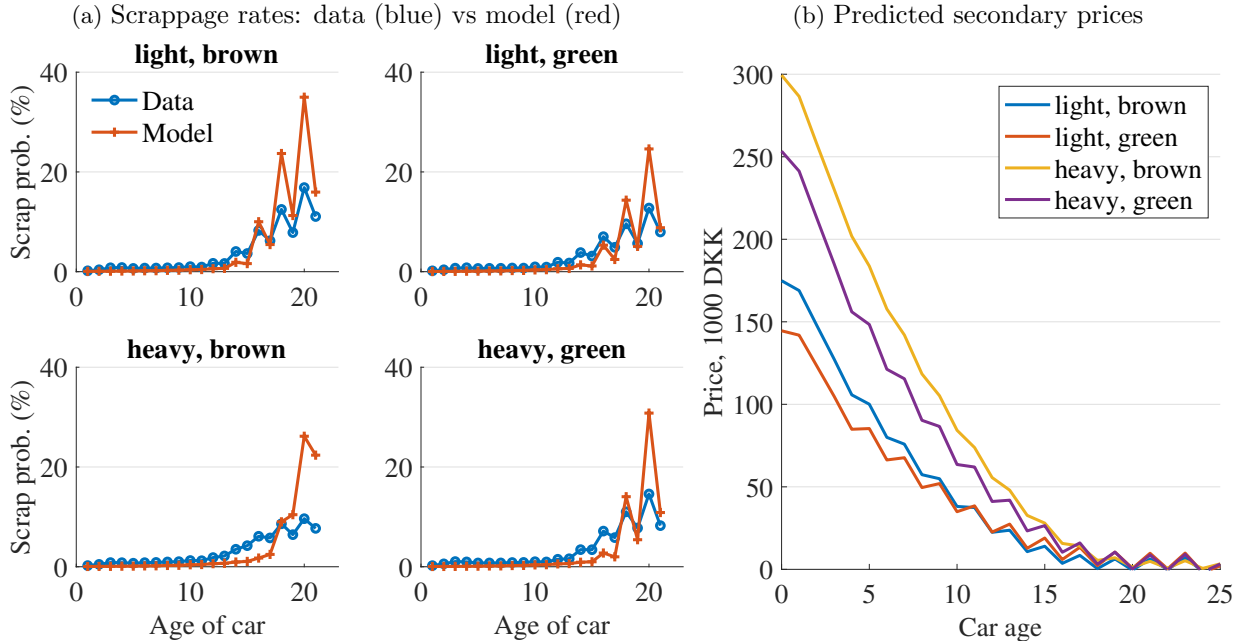 (a) Scrappage rates: data (blue) vs model (red)
light, brown
40
20
0
10
20
Scrap prob. (%)
Data
Model
light, green
40
20
0
10
20
heavy, brown
40
20
0
10
20
Scrap prob. (%)
Age of car
heavy, green
40
20
0
10
20
Age of car
(b) Predicted secondary prices
300
250
200
150
100
50
0
Price, 1000 DKK
light, brown
light, green
heavy, brown
heavy, green
0
5
10
15
20
25
Car age